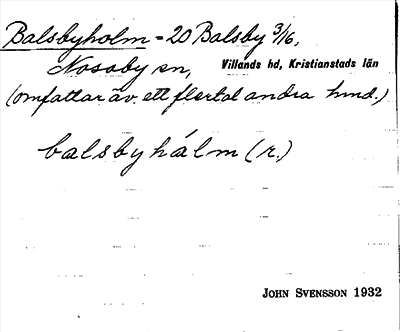 Balsbyholm = 20 Balsby 3/16,
Nosaby sn, Villands hd, Kristianstads län
(omfattar äv. ett flertal andra hmd.)
balsbyhálm (r.)
JOHN SVENSSON 1932